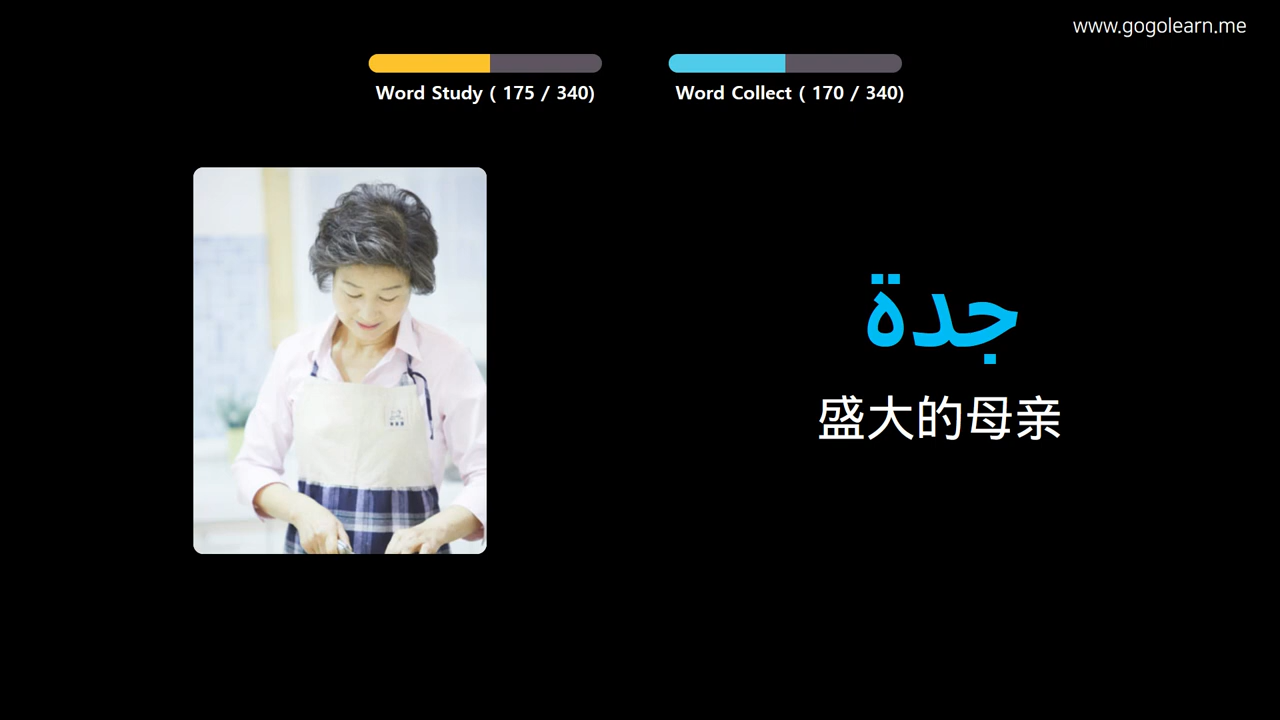 www.gogolearn.me
Word Study ( 175 / 340)
Word Collect ( 170 / 340)
جدة
盛大的母亲